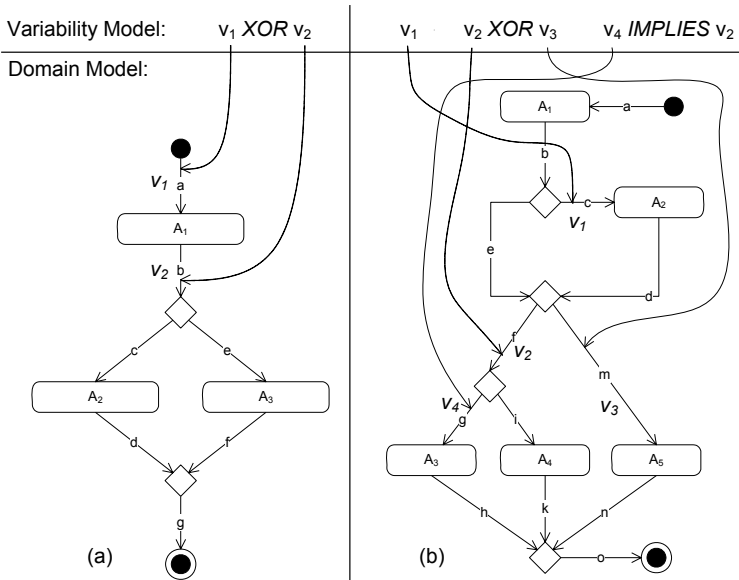 Variability Model: v1 XOR v2 v1 v2 XOR v3 v4 IMPLIES v2
Domain Model:
A1 a
b
v1 a
c A2
v1
A1
e
v2 b
d
f
v2
c e
m
v4
v3
A2 A3
g i
d f
A3 A4 A5
h k n
g
(a) (b) o